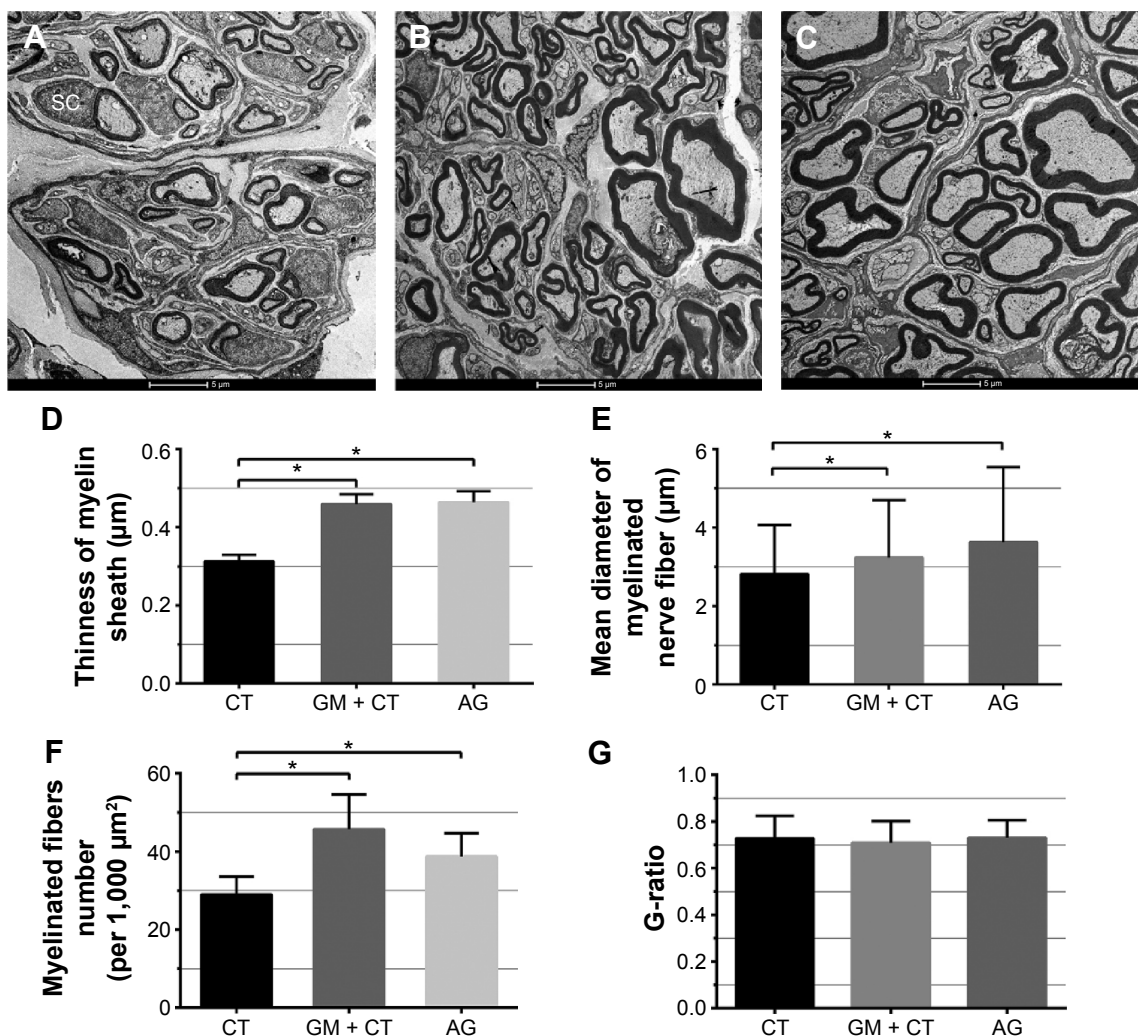 A
B
C
SC
5 µm
5 µm
5 µm
D
Thinness of myelin
sheath (µm)
0.6
0.4
0.2
0.0
*
*
CT
GM + CT
AG
E
Mean diameter of
myelinated
nerve fiber (µm)
6
4
2
0
*
*
CT
GM + CT
AG
F
Myelinated fibers
number
(per 1,000 µm²)
60
40
20
0
*
*
CT
GM + CT
AG
G
G-ratio
1.0
0.8
0.6
0.4
0.2
0.0
CT
GM + CT
AG